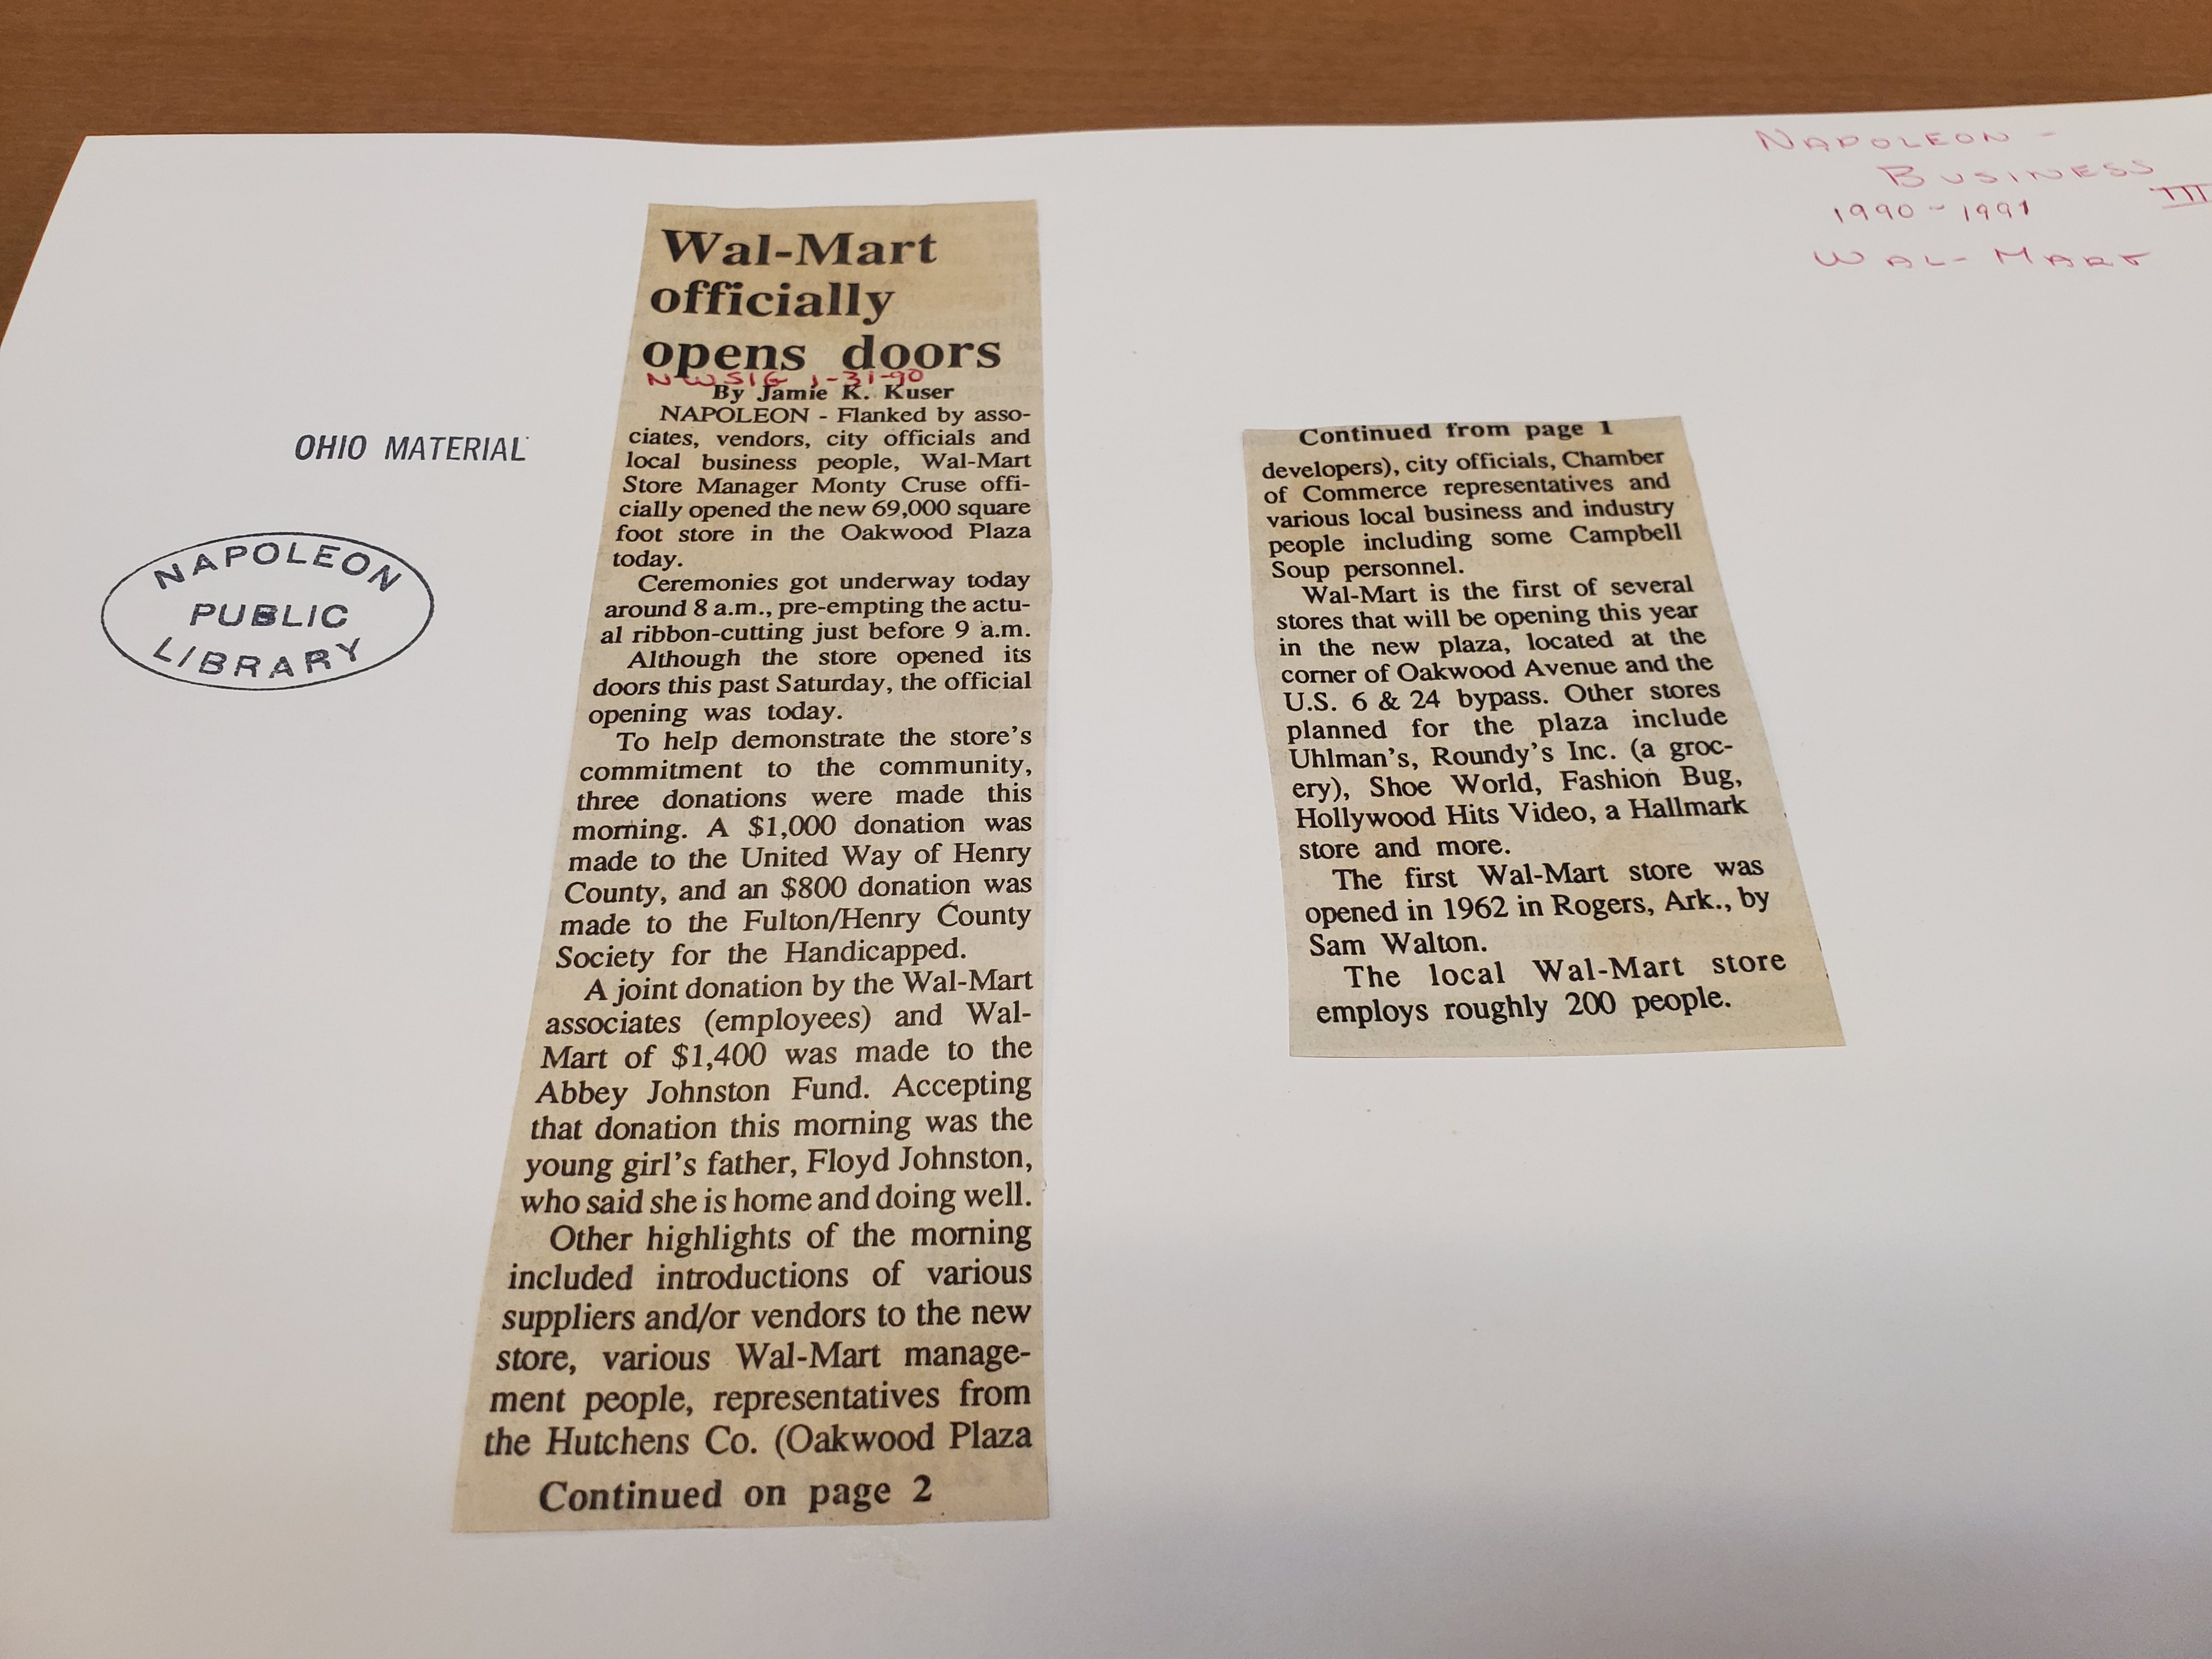 NAPOLEON -
BUSINESS
III
1990-1991
WAL-MART
OHIO MATERIAL
NAPOLEON
PUBLIC
LIBRARY
Wal-Mart
officially
opens doors
NWSIG 1-31-90
By Jamie K. Kuser
NAPOLEON - Flanked by asso-
ciates, vendors, city officials and
local business people, Wal-Mart
Store Manager Monty Cruse offi-
cially opened the new 69,000 square
foot store in the Oakwood Plaza
today.
Ceremonies got underway today
around 8 a.m., pre-empting the actu-
al ribbon-cutting just before 9 a.m.
Although the store opened its
doors this past Saturday, the official
opening was today.
To help demonstrate the store's
commitment to the community,
three donations were made this
morning. A $1,000 donation was
made to the United Way of Henry
County, and an $800 donation was
made to the Fulton/Henry County
Society for the Handicapped.
A joint donation by the Wal-Mart
associates (employees) and Wal-
Mart of $1,400 was made to the
Abbey Johnston Fund. Accepting
that donation this morning was the
young girl's father, Floyd Johnston,
who said she is home and doing well.
Other highlights of the morning
included introductions of various
suppliers and/or vendors to the new
store, various Wal-Mart manage-
ment people, representatives from
the Hutchens Co. (Oakwood Plaza
Continued on page 2
Continued from page 1
developers), city officials, Chamber
of Commerce representatives and
various local business and industry
people including some Campbell
Soup personnel.
Wal-Mart is the first of several
stores that will be opening this year
in the new plaza, located at the
corner of Oakwood Avenue and the
U.S. 6 & 24 bypass. Other stores
planned for the plaza include
Uhlman's, Roundy's Inc. (a groc-
ery), Shoe World, Fashion Bug,
Hollywood Hits Video, a Hallmark
store and more.
The first Wal-Mart store was
opened in 1962 in Rogers, Ark., by
Sam Walton.
The local Wal-Mart store
employs roughly 200 people.